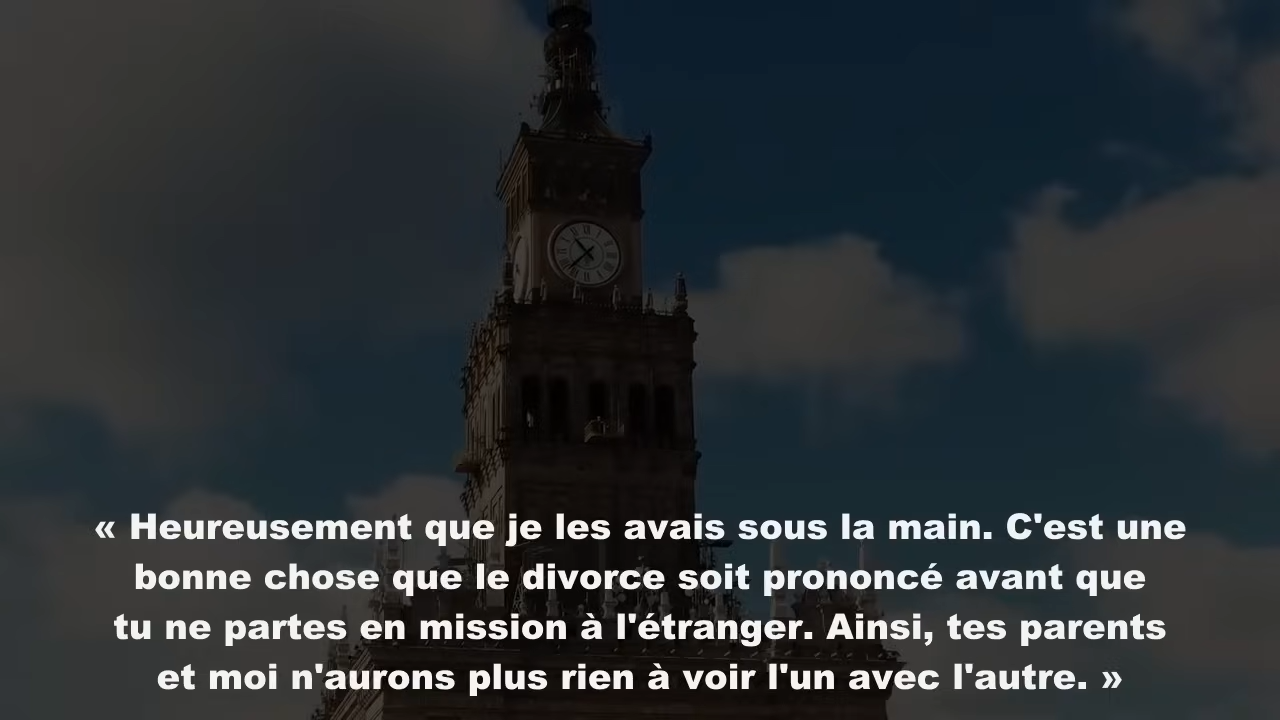 « Heureusement que je les avais sous la main. C'est une
bonne chose que le divorce soit prononcé avant que
tu ne partes en mission à l'étranger. Ainsi, tes parents
et moi n'aurons plus rien à voir l'un avec l'autre. »